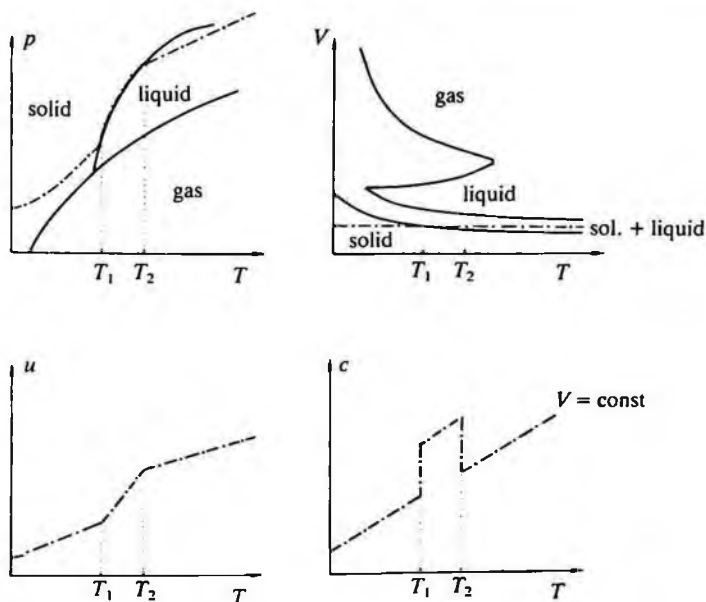 p
solid
liquid
gas
T₁ T₂ T
V
gas
liquid
sol. + liquid
solid
T₁ T₂ T
u
T₁ T₂ T
c
V = const
T₁ T₂ T